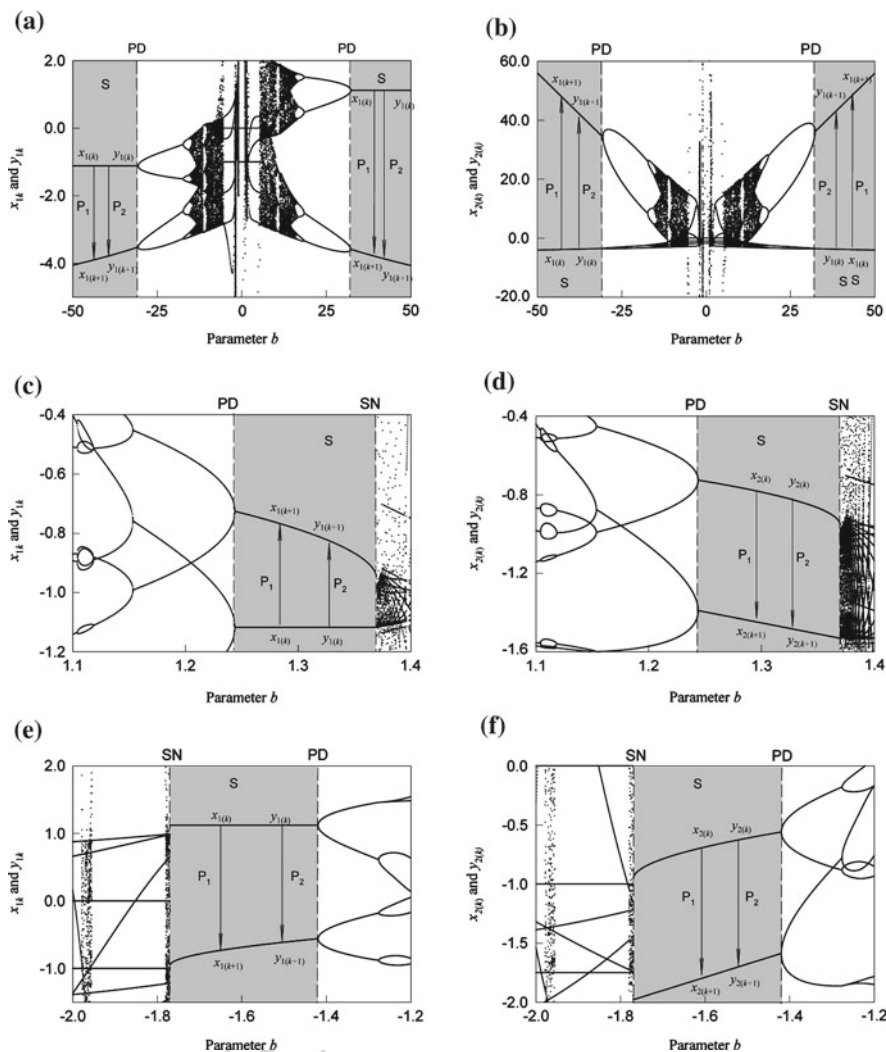 (a)
PD
PD
2.0
S
S
x1(k+1)
x1(k)
y1(k)
0.0
x1k and y1k
x1(k)
y1(k)
P1
P2
-2.0
P1
P2
-4.0
x1(k+1)
y1(k+1)
x1(k+1)
y1(k+1)
-50
-25
0
25
50
Parameter b
(b)
PD
PD
60.0
x1(k+1)
y1(k+1)
x1(k+1)
y1(k+1)
40.0
x2(k) and y2(k)
20.0
P1
P2
P2
P1
0.0
x1(k)
y1(k)
y1(k)
x1(k)
S
S S
-20.0
-50
-25
0
25
50
Parameter b
(c)
PD
SN
-0.4
S
-0.6
x1(k+1)
y1(k+1)
x1k and y1k
-0.8
P1
P2
-1.0
x1(k)
y1(k)
-1.2
1.1
1.2
1.3
1.4
Parameter b
(d)
PD
SN
-0.4
S
x2(k)
y2(k)
x2(k) and y2(k)
-0.8
P1
P2
-1.2
x2(k+1)
y2(k+1)
-1.6
1.1
1.2
1.3
1.4
Parameter b
(e)
SN
PD
2.0
S
x1(k)
y1(k)
1.0
x1k and y1k
P1
P2
0.0
x1(k+1)
y1(k+1)
-1.0
-2.0
-1.8
-1.6
-1.4
-1.2
Parameter b
(f)
SN
PD
0.0
S
x2(k)
y2(k)
-0.5
x2(k) and y2(k)
-1.0
P1
P2
-1.5
x2(k+1)
y2(k+1)
-2.0
-2.0
-1.8
-1.6
-1.4
-1.2
Parameter b